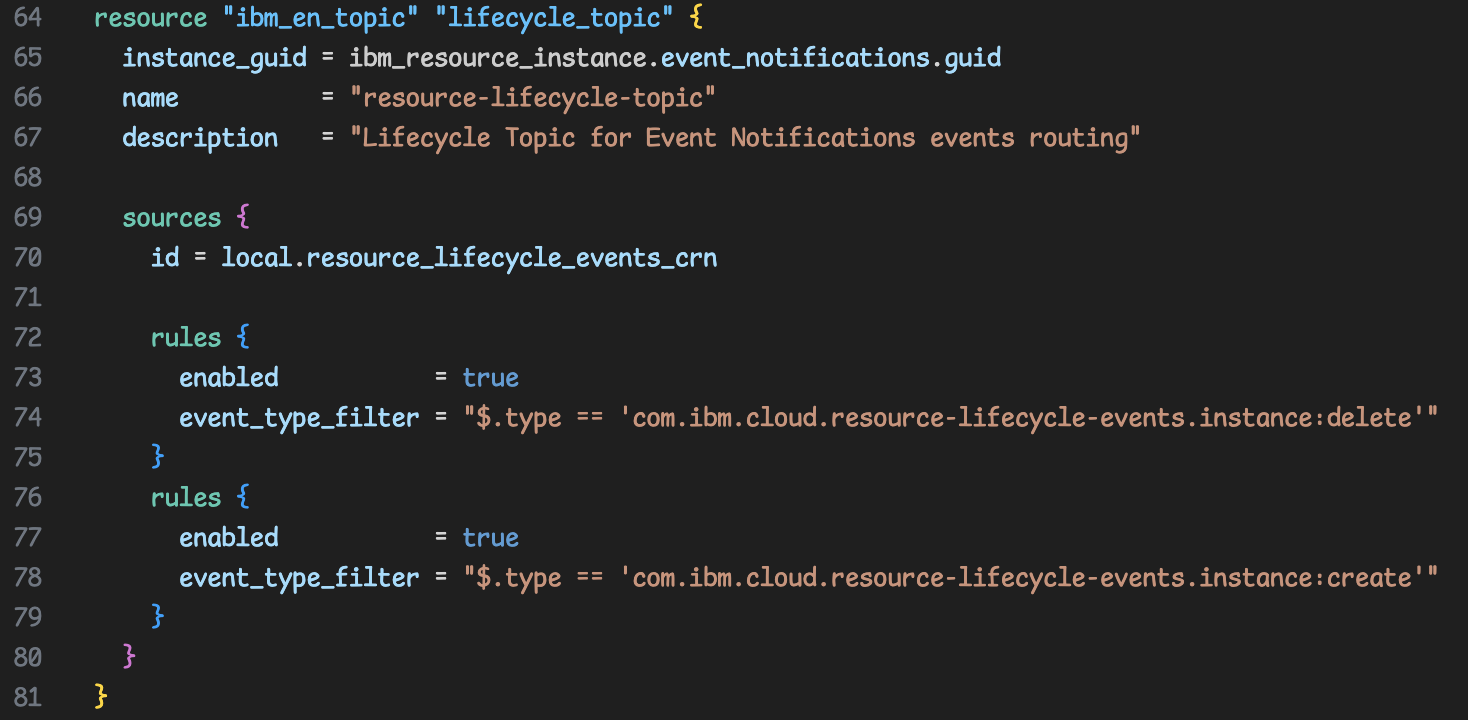 64 resource "ibm_en_topic" "lifecycle_topic" {
65   instance_guid = ibm_resource_instance.event_notifications.guid
66   name          = "resource-lifecycle-topic"
67   description   = "Lifecycle Topic for Event Notifications events routing"
68
69   sources {
70     id = local.resource_lifecycle_events_crn
71
72     rules {
73       enabled           = true
74       event_type_filter = "$.type == 'com.ibm.cloud.resource-lifecycle-events.instance:delete'"
75     }
76     rules {
77       enabled           = true
78       event_type_filter = "$.type == 'com.ibm.cloud.resource-lifecycle-events.instance:create'"
79     }
80   }
81 }